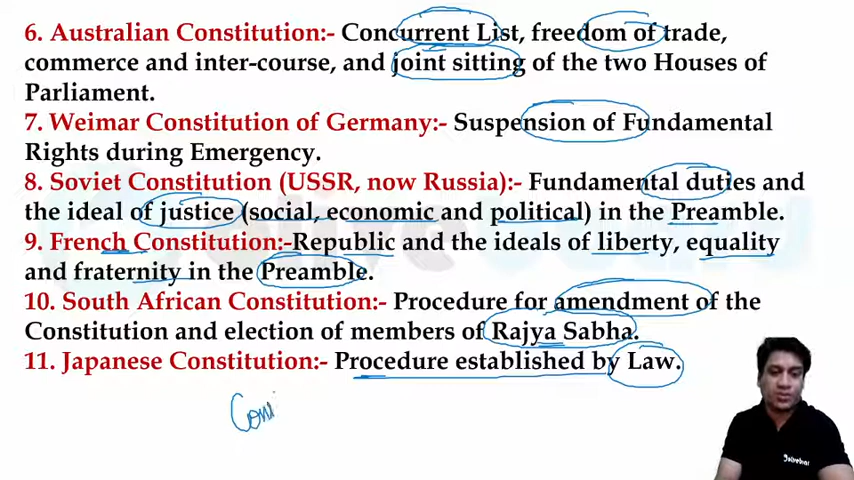 6. Australian Constitution:- Concurrent List, freedom of trade,
commerce and inter-course, and joint sitting of the two Houses of
Parliament.
7. Weimar Constitution of Germany:- Suspension of Fundamental
Rights during Emergency.
8. Soviet Constitution (USSR, now Russia):- Fundamental duties and
the ideal of justice (social, economic and political) in the Preamble.
9. French Constitution:-Republic and the ideals of liberty, equality
and fraternity in the Preamble.
10. South African Constitution:- Procedure for amendment of the
Constitution and election of members of Rajya Sabha.
11. Japanese Constitution:- Procedure established by Law.